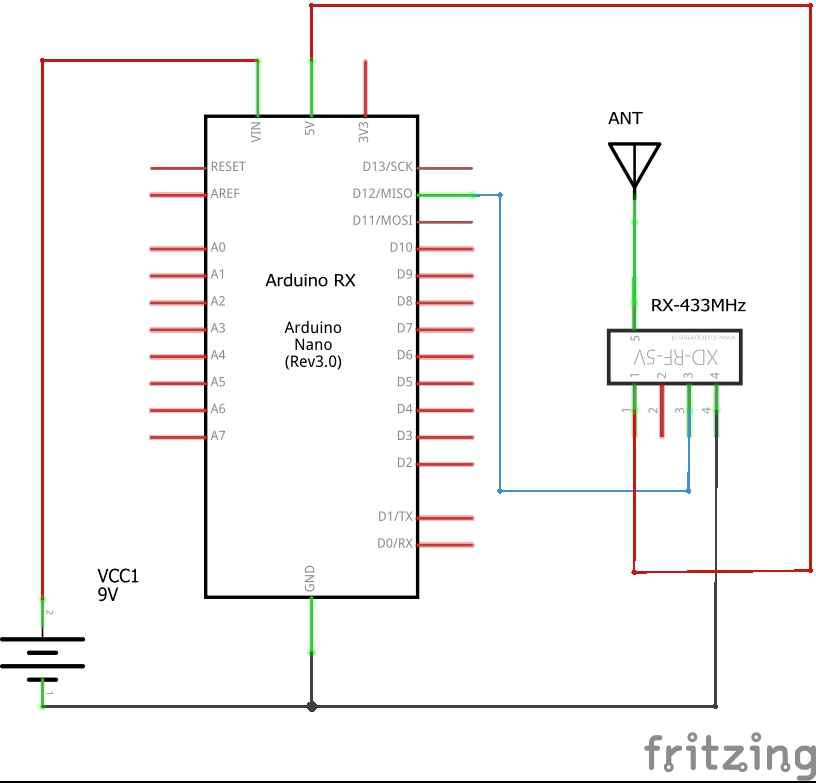 VIN
5V
3V3
RESET
AREF
A0
A1
A2
A3
A4
A5
A6
A7
D13/SCK
D12/MISO
D11/MOSI
D10
D9
D8
D7
D6
D5
D4
D3
D2
D1/TX
D0/RX
GND
Arduino RX
Arduino
Nano
(Rev3.0)
ANT
RX-433MHz
5
XD-RF-5V
1 2 3 4
1 2 3 4
VCC1
9V
2
1
fritzing